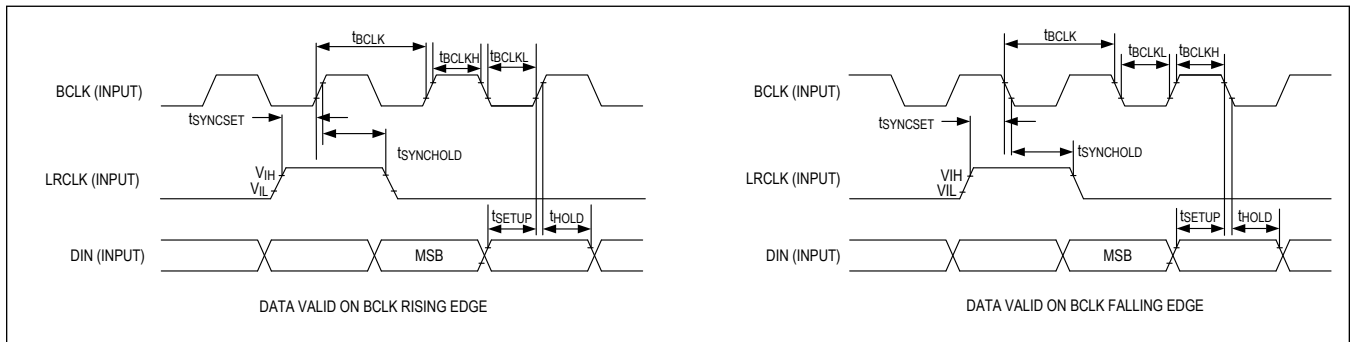 tBCLK
tBCLKH
tBCLKL
BCLK (INPUT)
tSYNCSET
tSYNCHOLD
VIH
VIL
LRCLK (INPUT)
tSETUP
tHOLD
DIN (INPUT)
MSB
DATA VALID ON BCLK RISING EDGE
tBCLK
tBCLKL
tBCLKH
BCLK (INPUT)
tSYNCSET
tSYNCHOLD
VIH
VIL
LRCLK (INPUT)
tSETUP
tHOLD
DIN (INPUT)
MSB
DATA VALID ON BCLK FALLING EDGE